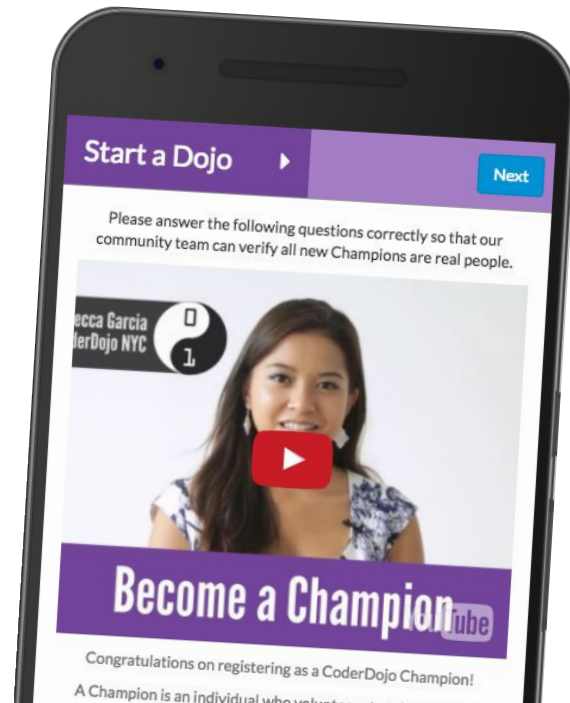 Start a Dojo
Next
Please answer the following questions correctly so that our
community team can verify all new Champions are real people.
ecca Garcia
derDojo NYC
0
1
Become a Champion
Tube
Congratulations on registering as a CoderDojo Champion!
A Champion is an individual who